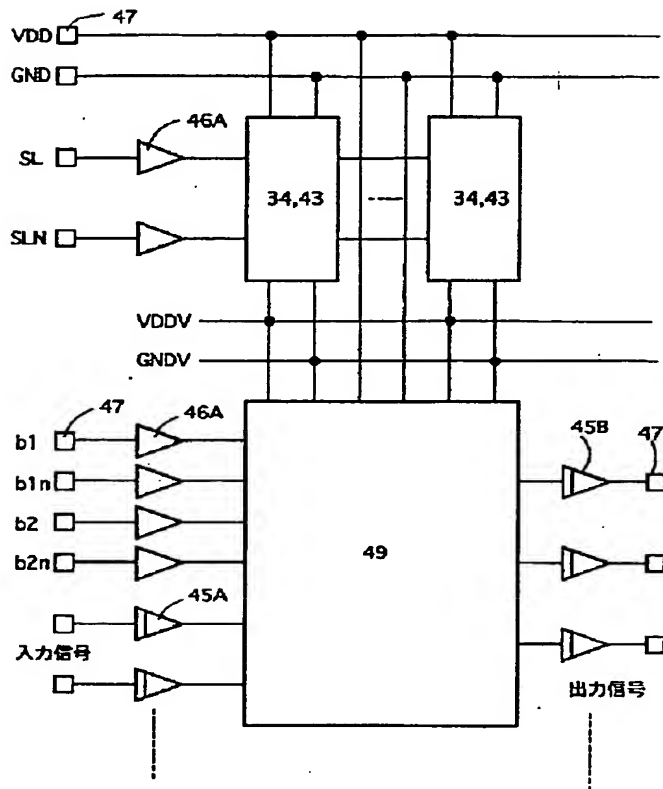 47
VDD
GND
46A
SL
34,43
34,43
SLN
VDDV
GNDV
47
46A
b1
45B
47
b1n
b2
b2n
49
45A
入力信号
出力信号